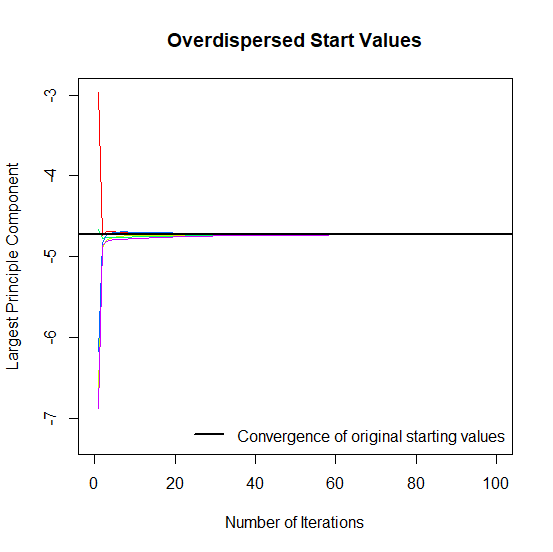 Overdispersed Start Values
Largest Principle Component
-3
-4
-5
-6
-7
Convergence of original starting values
0 20 40 60 80 100
Number of Iterations